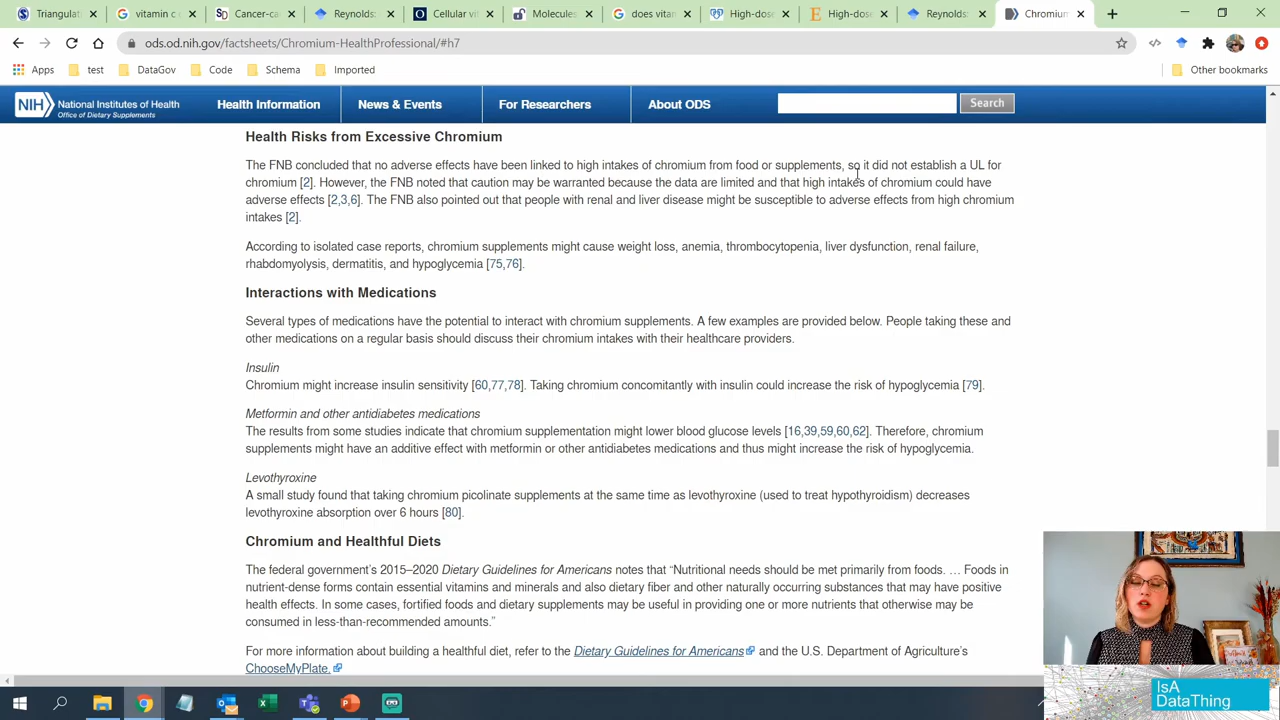 Triangulat
vitamin c
Cancer-ca
Reynolds:
Cellular vi
Molecules
does vita
High-dose
High-dose
Reynolds:
Chromium
ods.od.nih.gov/factsheets/Chromium-HealthProfessional/#h7
Apps test DataGov Code Schema Imported Other bookmarks
NIH National Institutes of Health
Office of Dietary Supplements
Health Information News & Events For Researchers About ODS Search
Health Risks from Excessive Chromium
The FNB concluded that no adverse effects have been linked to high intakes of chromium from food or supplements, so it did not establish a UL for
chromium [2]. However, the FNB noted that caution may be warranted because the data are limited and that high intakes of chromium could have
adverse effects [2,3,6]. The FNB also pointed out that people with renal and liver disease might be susceptible to adverse effects from high chromium
intakes [2].
According to isolated case reports, chromium supplements might cause weight loss, anemia, thrombocytopenia, liver dysfunction, renal failure,
rhabdomyolysis, dermatitis, and hypoglycemia [75,76].
Interactions with Medications
Several types of medications have the potential to interact with chromium supplements. A few examples are provided below. People taking these and
other medications on a regular basis should discuss their chromium intakes with their healthcare providers.
Insulin
Chromium might increase insulin sensitivity [60,77,78]. Taking chromium concomitantly with insulin could increase the risk of hypoglycemia [79].
Metformin and other antidiabetes medications
The results from some studies indicate that chromium supplementation might lower blood glucose levels [16,39,59,60,62]. Therefore, chromium
supplements might have an additive effect with metformin or other antidiabetes medications and thus might increase the risk of hypoglycemia.
Levothyroxine
A small study found that taking chromium picolinate supplements at the same time as levothyroxine (used to treat hypothyroidism) decreases
levothyroxine absorption over 6 hours [80].
Chromium and Healthful Diets
The federal government's 2015–2020 Dietary Guidelines for Americans notes that “Nutritional needs should be met primarily from foods. … Foods in
nutrient-dense forms contain essential vitamins and minerals and also dietary fiber and other naturally occurring substances that may have positive
health effects. In some cases, fortified foods and dietary supplements may be useful in providing one or more nutrients that otherwise may be
consumed in less-than-recommended amounts.”
For more information about building a healthful diet, refer to the Dietary Guidelines for Americans and the U.S. Department of Agriculture's
ChooseMyPlate.
IsA
DataThing